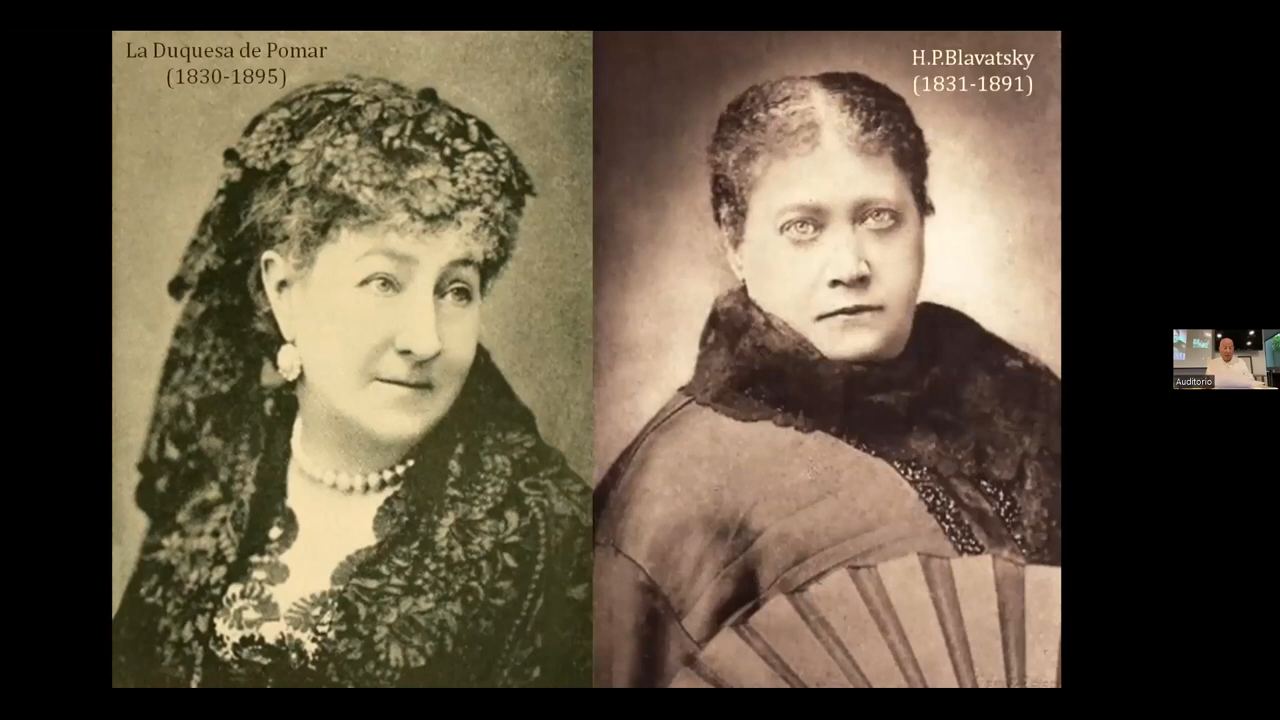 La Duquesa de Pomar
(1830-1895)
H.P.Blavatsky
(1831-1891)
Auditorio